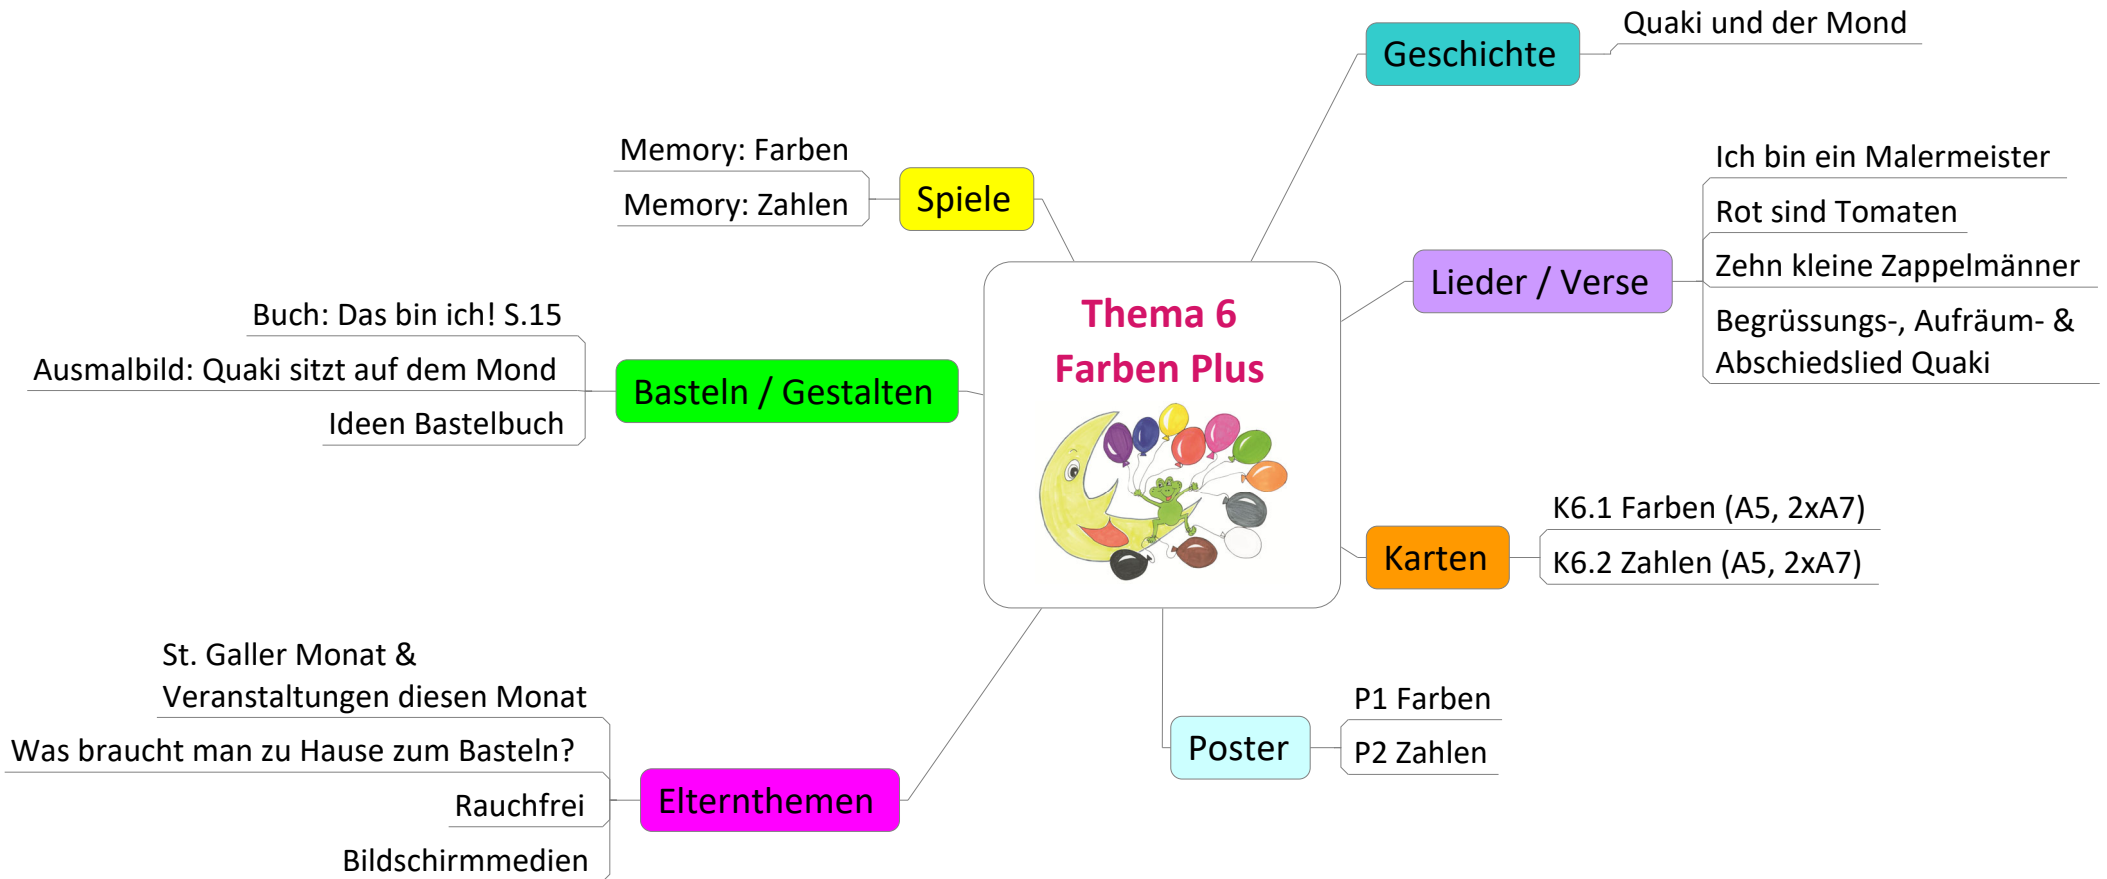 Thema 6
Farben Plus
Geschichte
Quaki und der Mond
Lieder / Verse
Ich bin ein Malermeister
Rot sind Tomaten
Zehn kleine Zappelmänner
Begrüssungs-, Aufräum- &
Abschiedslied Quaki
Karten
K6.1 Farben (A5, 2xA7)
K6.2 Zahlen (A5, 2xA7)
Poster
P1 Farben
P2 Zahlen
Elternthemen
St. Galler Monat &
Veranstaltungen diesen Monat
Was braucht man zu Hause zum Basteln?
Rauchfrei
Bildschirmmedien
Basteln / Gestalten
Buch: Das bin ich! S.15
Ausmalbild: Quaki sitzt auf dem Mond
Ideen Bastelbuch
Spiele
Memory: Farben
Memory: Zahlen